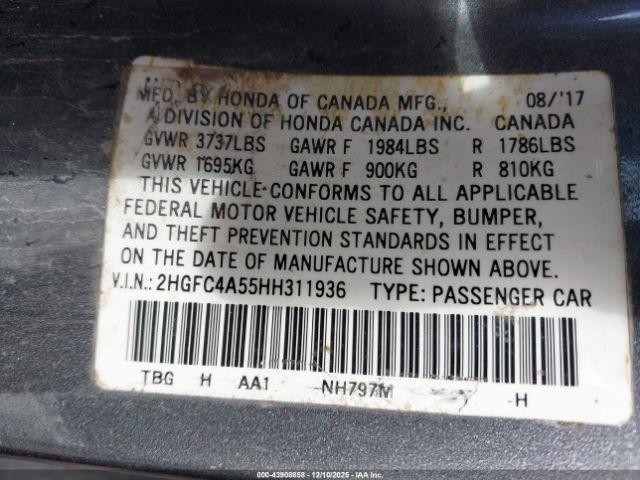 MFD. BY HONDA OF CANADA MFG., 08/'17
A DIVISION OF HONDA CANADA INC. CANADA
GVWR 3737LBS GAWR F 1984LBS R 1786LBS
GVWR 1695KG GAWR F 900KG R 810KG
THIS VEHICLE CONFORMS TO ALL APPLICABLE
FEDERAL MOTOR VEHICLE SAFETY, BUMPER,
AND THEFT PREVENTION STANDARDS IN EFFECT
ON THE DATE OF MANUFACTURE SHOWN ABOVE.
V.I.N.: 2HGFC4A55HH311936 TYPE: PASSENGER CAR
TBG H AA1 -NH797M -H
000-43908858 - 12/10/2025 - IAAI.COM